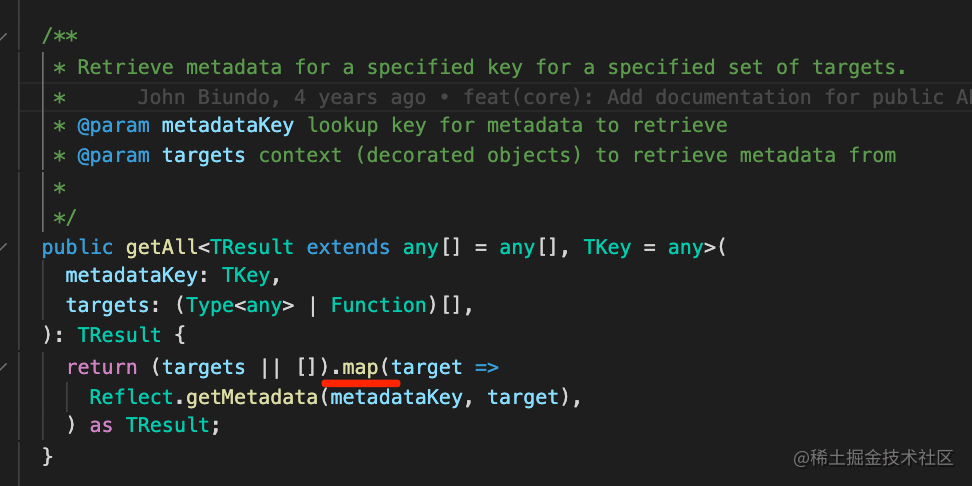 /**
* Retrieve metadata for a specified key for a specified set of targets.
* John Biundo, 4 years ago • feat(core): Add documentation for public
* @param metadataKey lookup key for metadata to retrieve
* @param targets context (decorated objects) to retrieve metadata from
*
*/
public getAll<TResult extends any[] = any[], TKey = any>(
metadataKey: TKey,
targets: (Type<any> | Function)[],
): TResult {
return (targets || []).map(target =>
Reflect.getMetadata(metadataKey, target),
) as TResult;
}
@稀土掘金技术社区